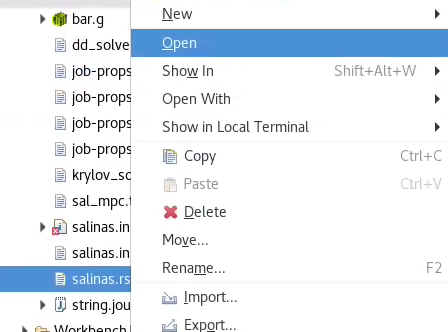 bar.g
dd_solve
job-props
job-props
job-props
job-props
krylov_so
sal_mpc.
salinas.in
salinas.in
salinas.rs
string.jou
Workbench.
New
Open
Show In Shift+Alt+W
Open With
Show in Local Terminal
Copy Ctrl+C
Paste Ctrl+V
Delete
Move...
Rename... F2
Import...
Export...